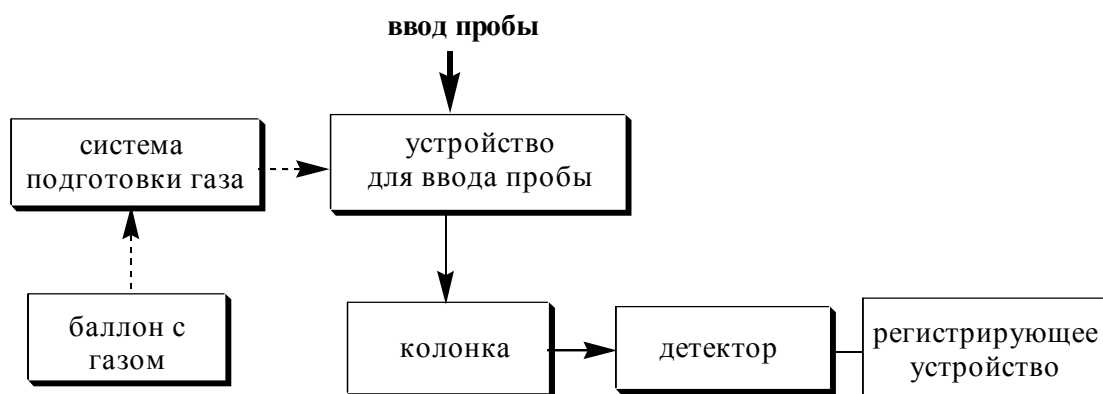 ввод пробы
система
подготовки газа
устройство
для ввода пробы
баллон с
газом
колонка
детектор
регистрирующее
устройство